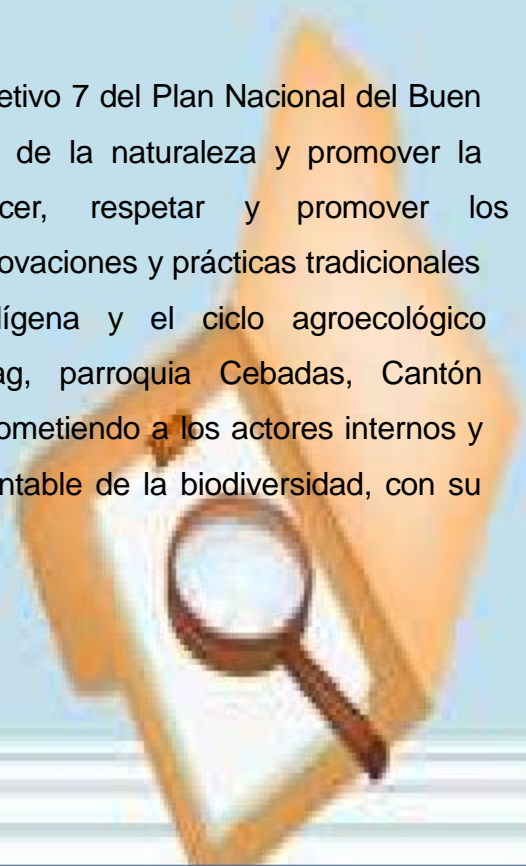 etivo 7 del Plan Nacional del Buen
de la naturaleza y promover la
cer, respetar y promover los
ovaciones y prácticas tradicionales
lígena y el ciclo agroecológico
ag, parroquia Cebadas, Cantón
ometiendo a los actores internos y
ntable de la biodiversidad, con su